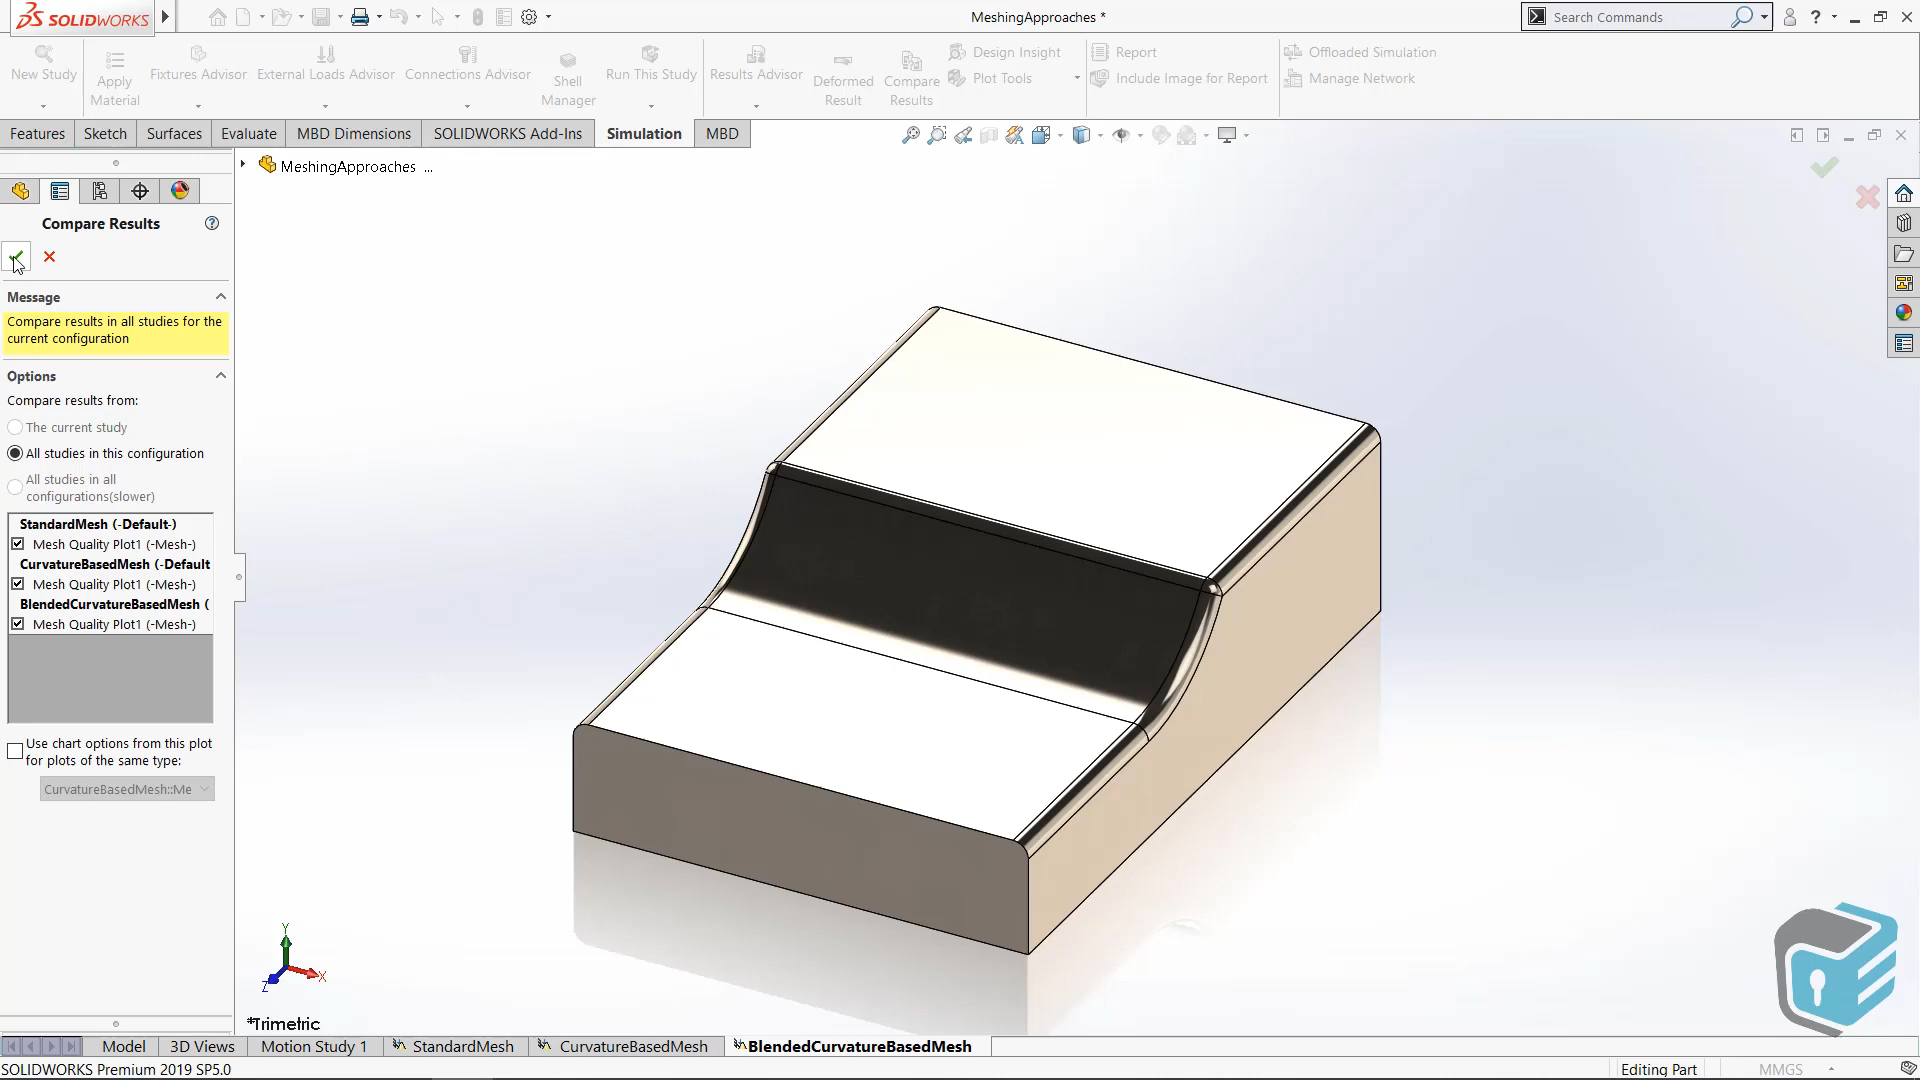 SOLIDWORKS
MeshingApproaches *
Search Commands
?
New Study
Apply
Material
Fixtures Advisor
External Loads Advisor
Connections Advisor
Shell
Manager
Run This Study
Results Advisor
Deformed
Result
Compare
Results
Design Insight
Plot Tools
Report
Include Image for Report
Offloaded Simulation
Manage Network
Features
Sketch
Surfaces
Evaluate
MBD Dimensions
SOLIDWORKS Add-Ins
Simulation
MBD
MeshingApproaches ...
Compare Results
?
Message
Compare results in all studies for the
current configuration
Options
Compare results from:
The current study
All studies in this configuration
All studies in all
configurations(slower)
StandardMesh (-Default-)
Mesh Quality Plot1 (-Mesh-)
CurvatureBasedMesh (-Default
Mesh Quality Plot1 (-Mesh-)
BlendedCurvatureBasedMesh (
Mesh Quality Plot1 (-Mesh-)
Use chart options from this plot
for plots of the same type:
CurvatureBasedMesh::Me
Y
X
Z
*Trimetric
Model
3D Views
Motion Study 1
StandardMesh
CurvatureBasedMesh
BlendedCurvatureBasedMesh
SOLIDWORKS Premium 2019 SP5.0
Editing Part
MMGS